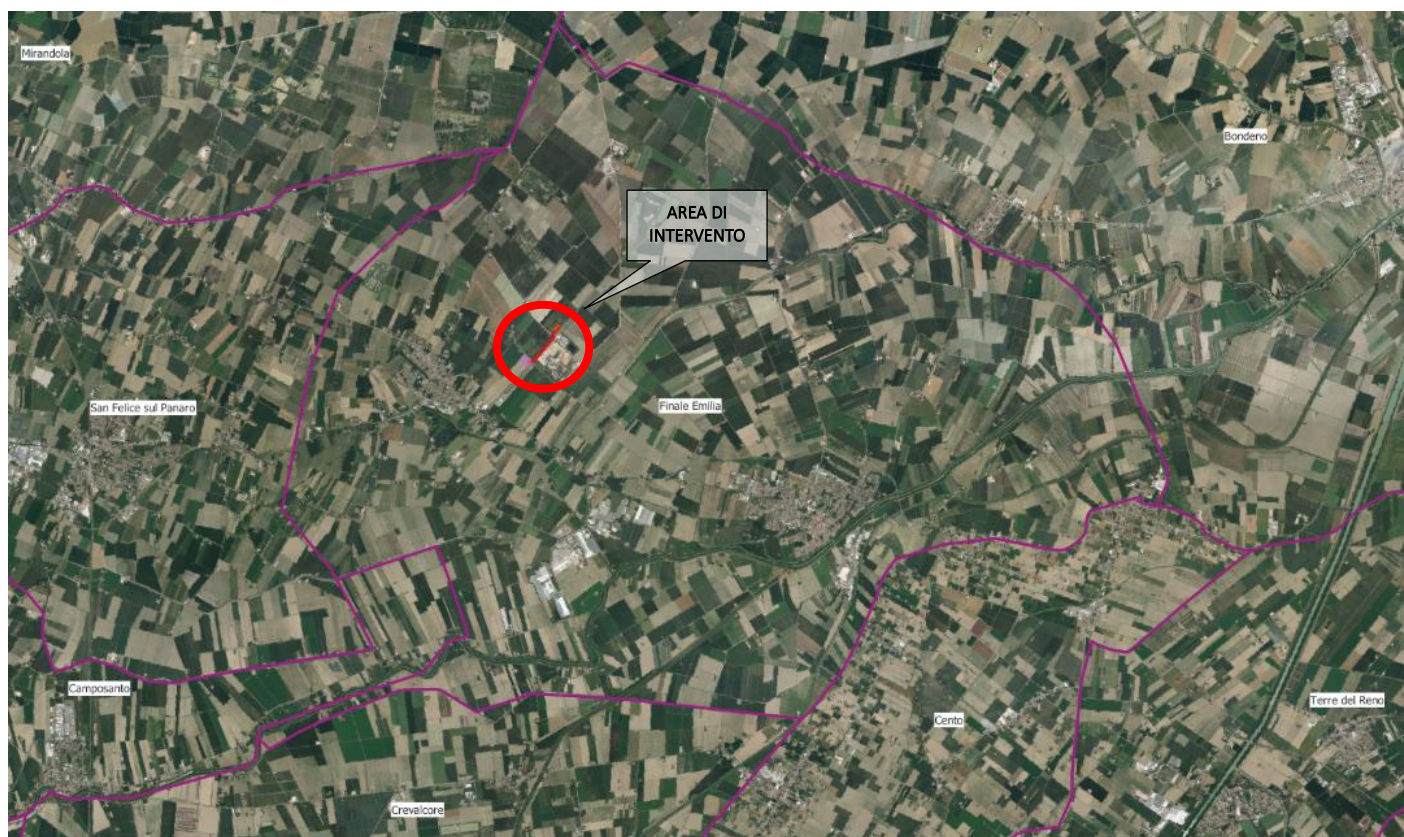 Mirandola
Bondeno
AREA DI
INTERVENTO
San Felice sul Panaro
Finale Emilia
Camposanto
Terre del Reno
Cento
Crevalcore